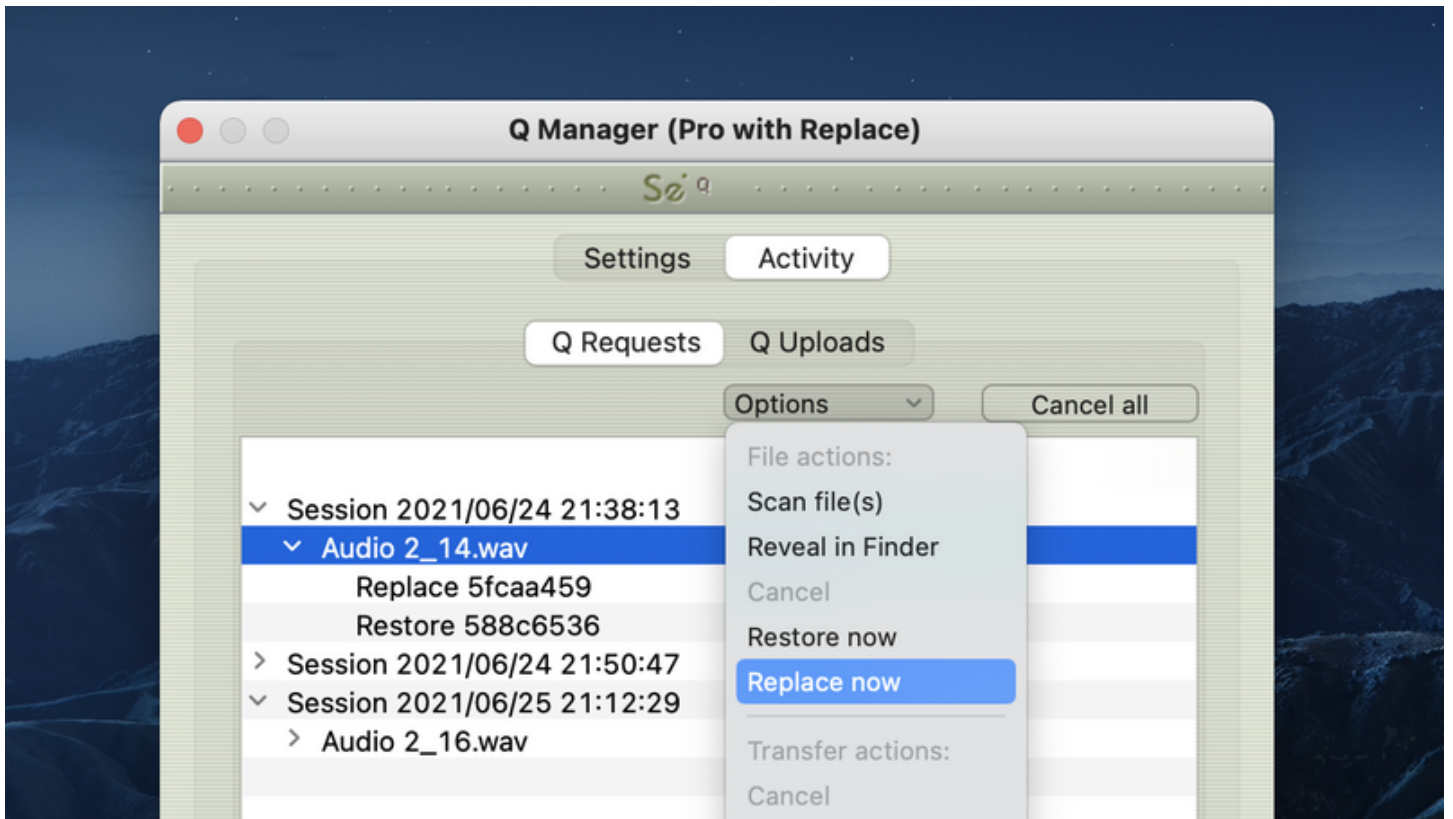 Q Manager (Pro with Replace)
Q
Settings Activity
Q Requests Q Uploads
Options Cancel all
File actions:
Session 2021/06/24 21:38:13 Scan file(s)
Audio 2_14.wav Reveal in Finder
Replace 5fcaa459 Cancel
Restore 588c6536 Restore now
Session 2021/06/24 21:50:47
Replace now
Session 2021/06/25 21:12:29
Audio 2_16.wav Transfer actions:
Cancel